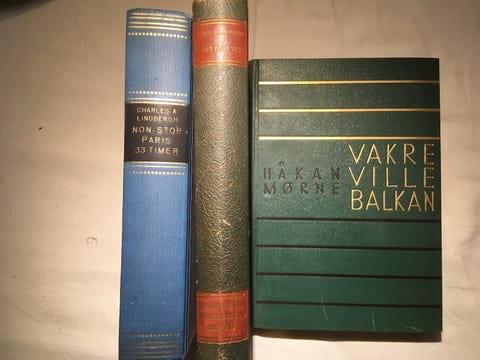 CHARLES A.
LINDBERGH
NON-STOP
PARIS
33 TIMER
HÅKAN
MØRNE
VAKRE
VILLE
BALKAN